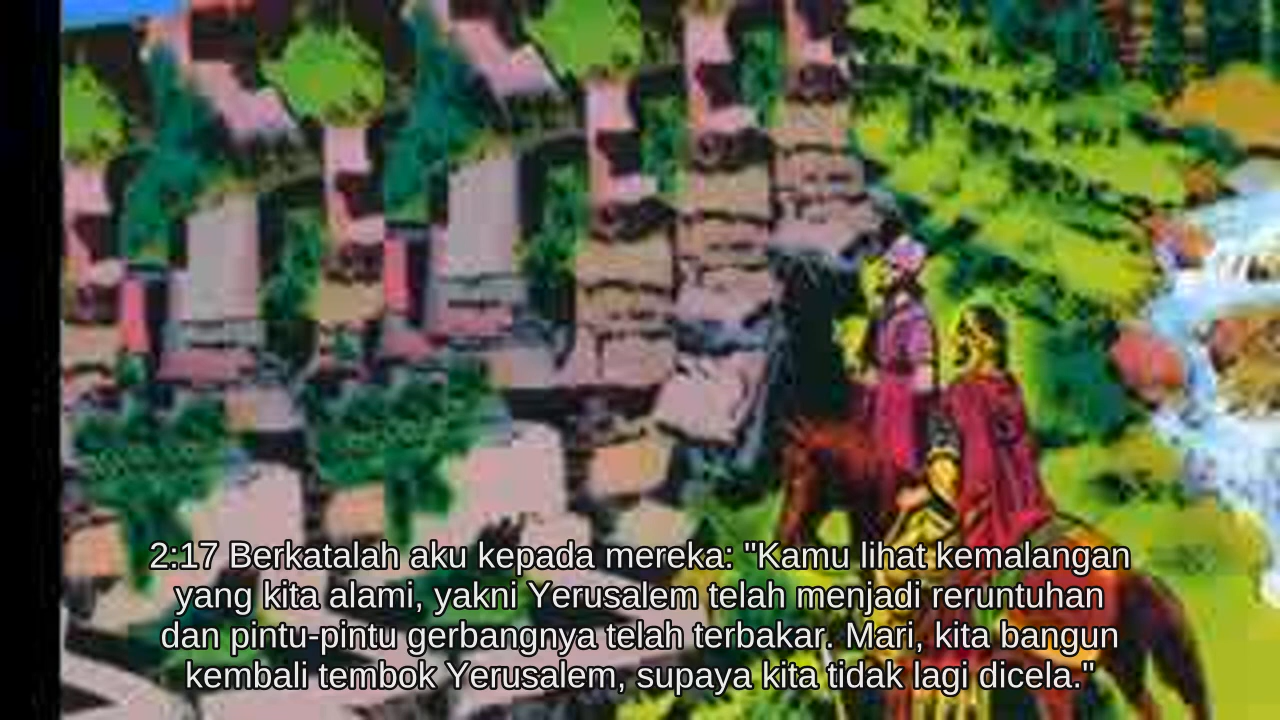 2:17 Berkatalah aku kepada mereka: "Kamu lihat kemalangan
yang kita alami, yakni Yerusalem telah menjadi reruntuhan
dan pintu-pintu gerbangnya telah terbakar. Mari, kita bangun
kembali tembok Yerusalem, supaya kita tidak lagi dicela."